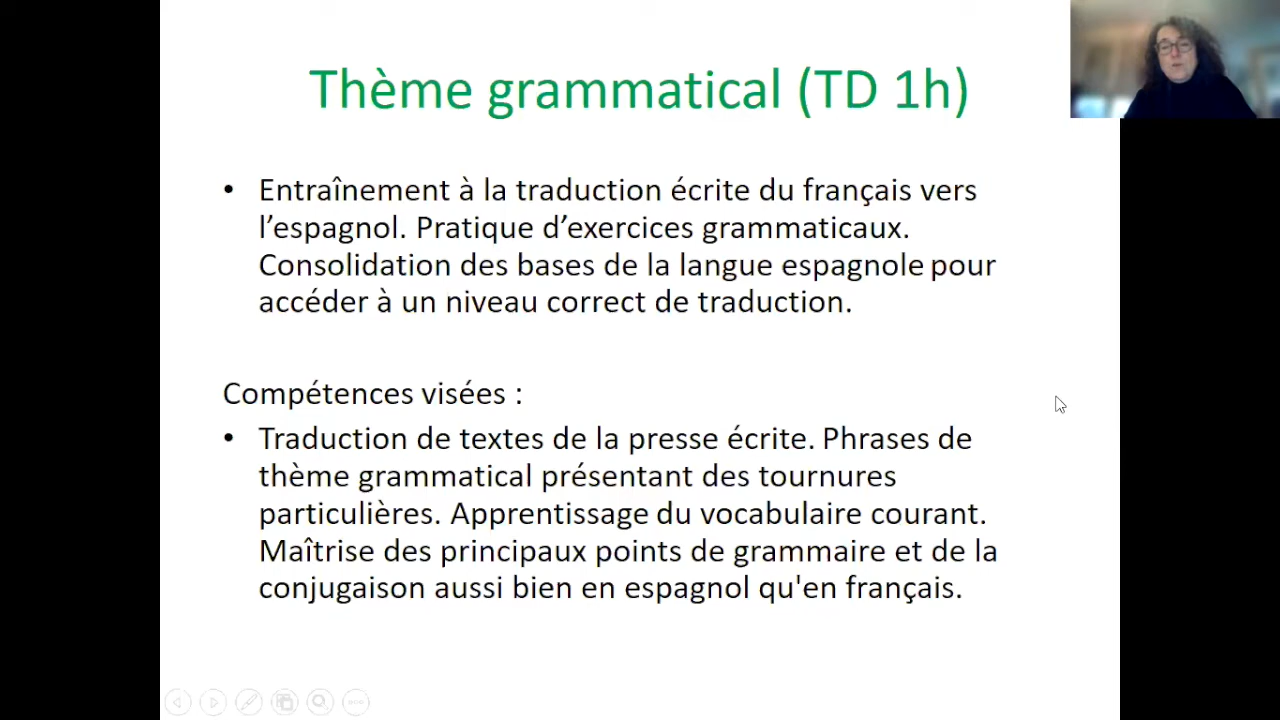 Thème grammatical (TD 1h)
• Entraînement à la traduction écrite du français vers
l’espagnol. Pratique d’exercices grammaticaux.
Consolidation des bases de la langue espagnole pour
accéder à un niveau correct de traduction.
Compétences visées :
• Traduction de textes de la presse écrite. Phrases de
thème grammatical présentant des tournures
particulières. Apprentissage du vocabulaire courant.
Maîtrise des principaux points de grammaire et de la
conjugaison aussi bien en espagnol qu'en français.